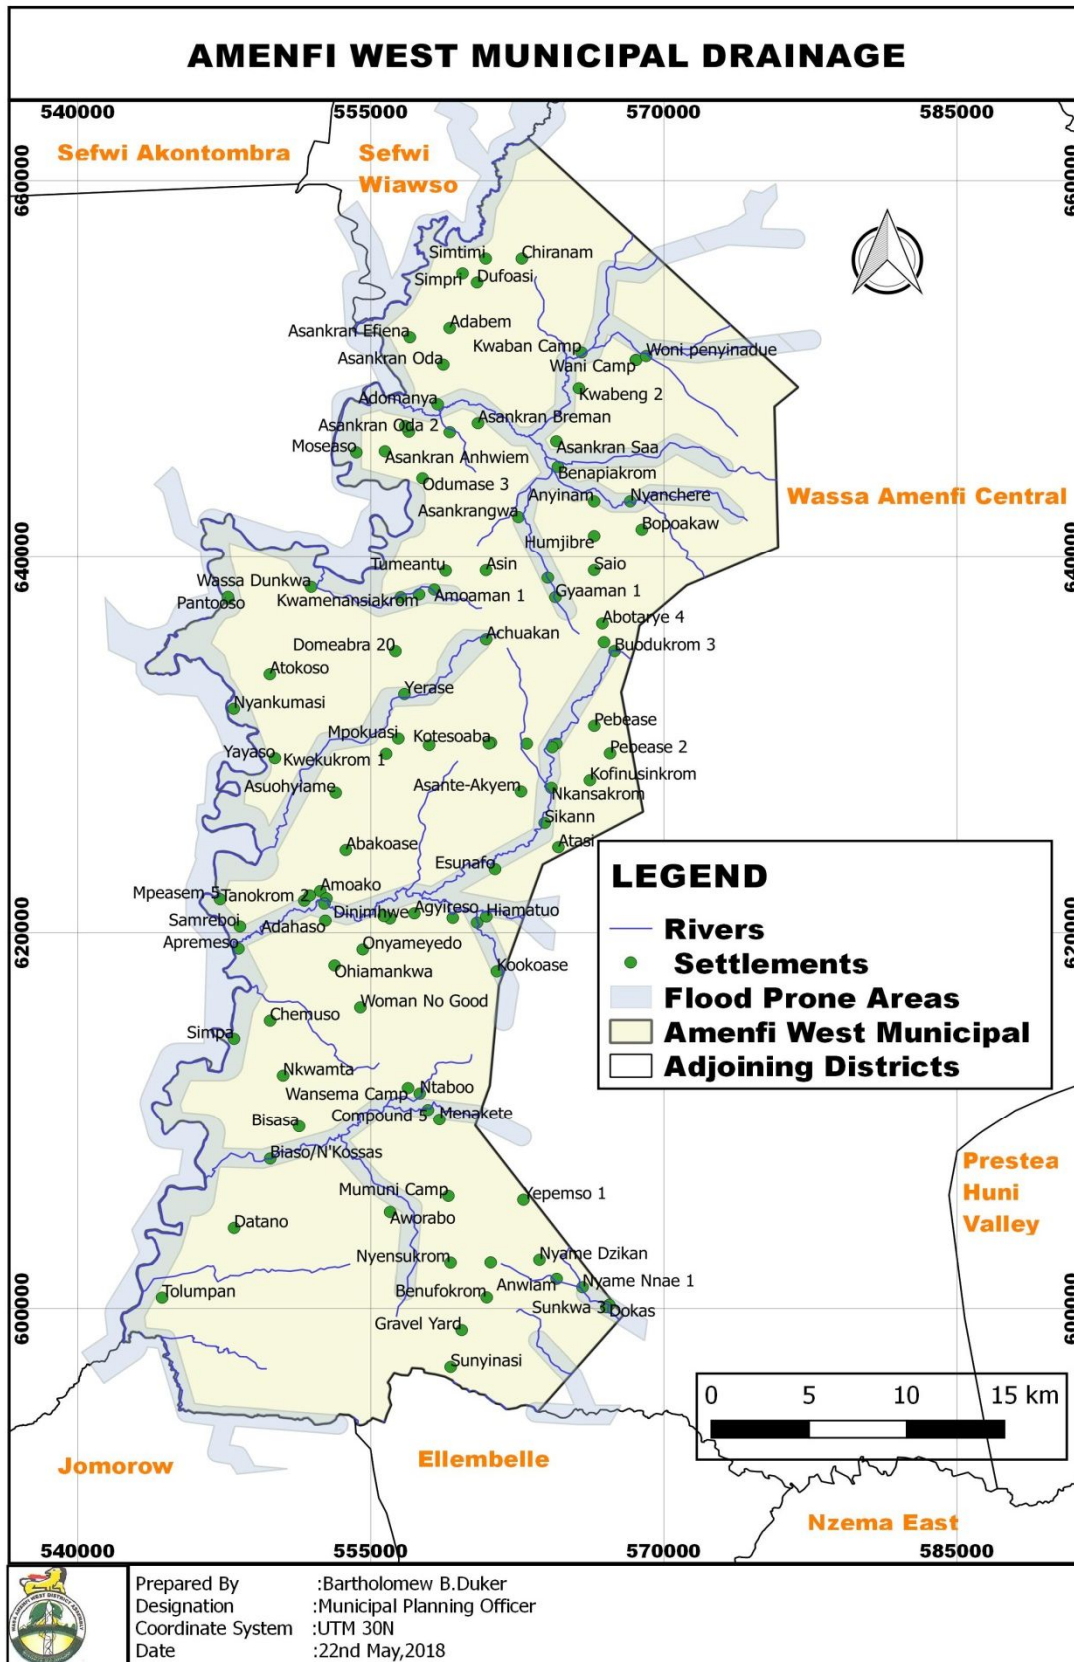 AMENFI WEST MUNICIPAL DRAINAGE
540000
555000
570000
585000
Sefwi Akontombra
Sefwi
Wiawso
660000
660000
Simtimi
Chiranam
Simpri
Dufoasi
Adabem
Asankran Efiena
Kwaban Camp
Woni penyinadue
Asankran Oda
Wani Camp
Kwabeng 2
Adomanya
Asankran Breman
Asankran Oda 2
Asankran Saa
Moseaso
Asankran Anhwiem
Benapiakrom
Odumase 3
Anyinam
Nyanchere
Wassa Amenfi Central
Asankrangwa
Bopoakaw
Humjibre
640000
640000
Tumeantu
Asin
Saio
Wassa Dunkwa
Pantooso
Kwamenansiakrom
Amoaman 1
Gyaaman 1
Abotarye 4
Domeabra 20
Achuakan
Buodukrom 3
Atokoso
Yerase
Nyankumasi
Pebease
Mpokuasi
Kotesoaba
Yayaso
Kwekukrom 1
Pebease 2
Asuohyiame
Asante-Akyem
Kofinusinkrom
Nkansakrom
Sikann
Abakoase
Atasi
Esunafo
Mpeasem 5
Tanokrom 2
Amoako
Dinimhwe
Agyireso
Hiamatuo
Samreboi
Adahaso
Apremeso
Onyameyedo
620000
620000
Ohiamankwa
Kookoase
Woman No Good
Chemuso
Simpa
Nkwamta
Wansema Camp
Ntaboo
Compound 5
Menakete
Bisasa
Biaso/N'Kossas
Mumuni Camp
Yepemso 1
Aworabo
Datano
Nyensukrom
Nyame Dzikan
Tolumpan
Benufokrom
Anwiam
Nyame Nnae 1
Sunkwa 3
Dokas
600000
600000
Gravel Yard
Sunyinasi
LEGEND
Rivers
Settlements
Flood Prone Areas
Amenfi West Municipal
Adjoining Districts
Prestea
Huni
Valley
0 5 10 15 km
Jomorow
Ellembelle
Nzema East
540000
555000
570000
585000
Prepared By :Bartholomew B.Duker
Designation :Municipal Planning Officer
Coordinate System :UTM 30N
Date :22nd May,2018